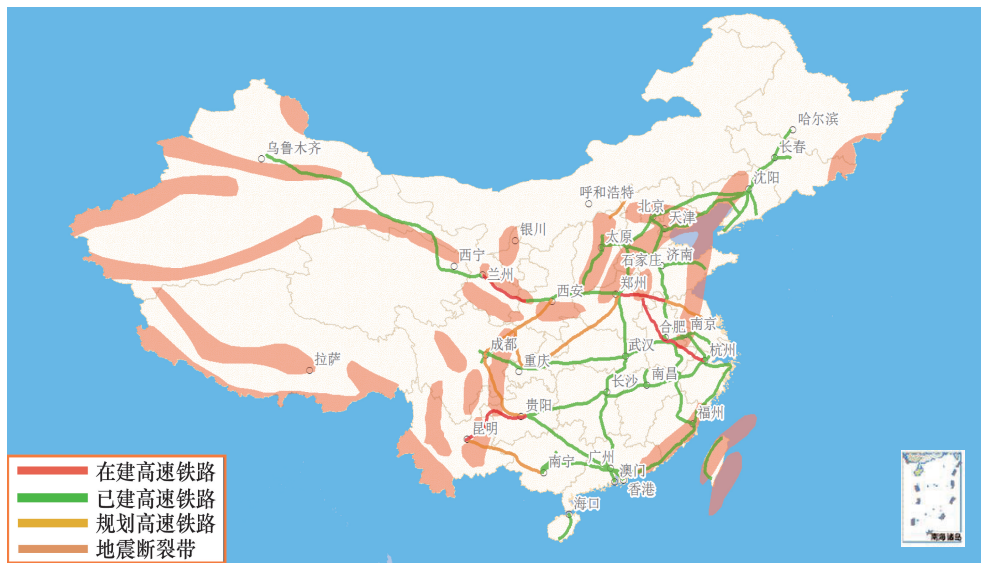 哈尔滨
长春
乌鲁木齐
沈阳
呼和浩特
北京
天津
银川
太原
西宁
石家庄
济南
兰州
西安
郑州
合肥
南京
成都
武汉
杭州
拉萨
重庆
长沙
南昌
贵阳
福州
昆明
南宁
广州
澳门
香港
海口
在建高速铁路
已建高速铁路
规划高速铁路
地震断裂带
南海诸岛